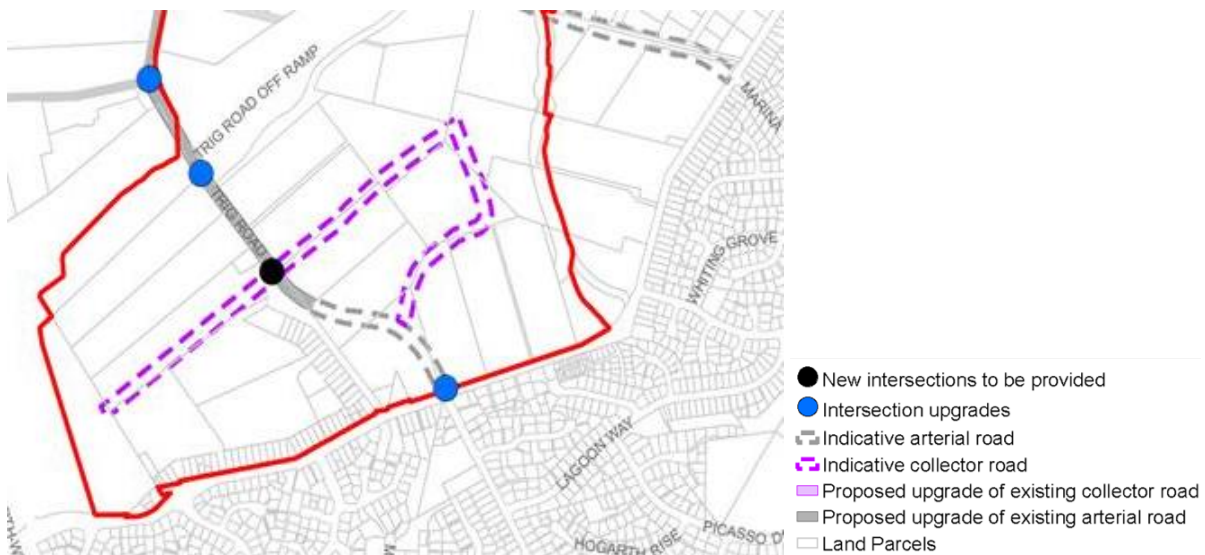 TRIG ROAD OFF RAMP
MARINA
TRIG ROAD
WHITING GROVE
LAGOON WAY
HOGARTH RISE
PICASSO D
New intersections to be provided
Intersection upgrades
Indicative arterial road
Indicative collector road
Proposed upgrade of existing collector road
Proposed upgrade of existing arterial road
Land Parcels